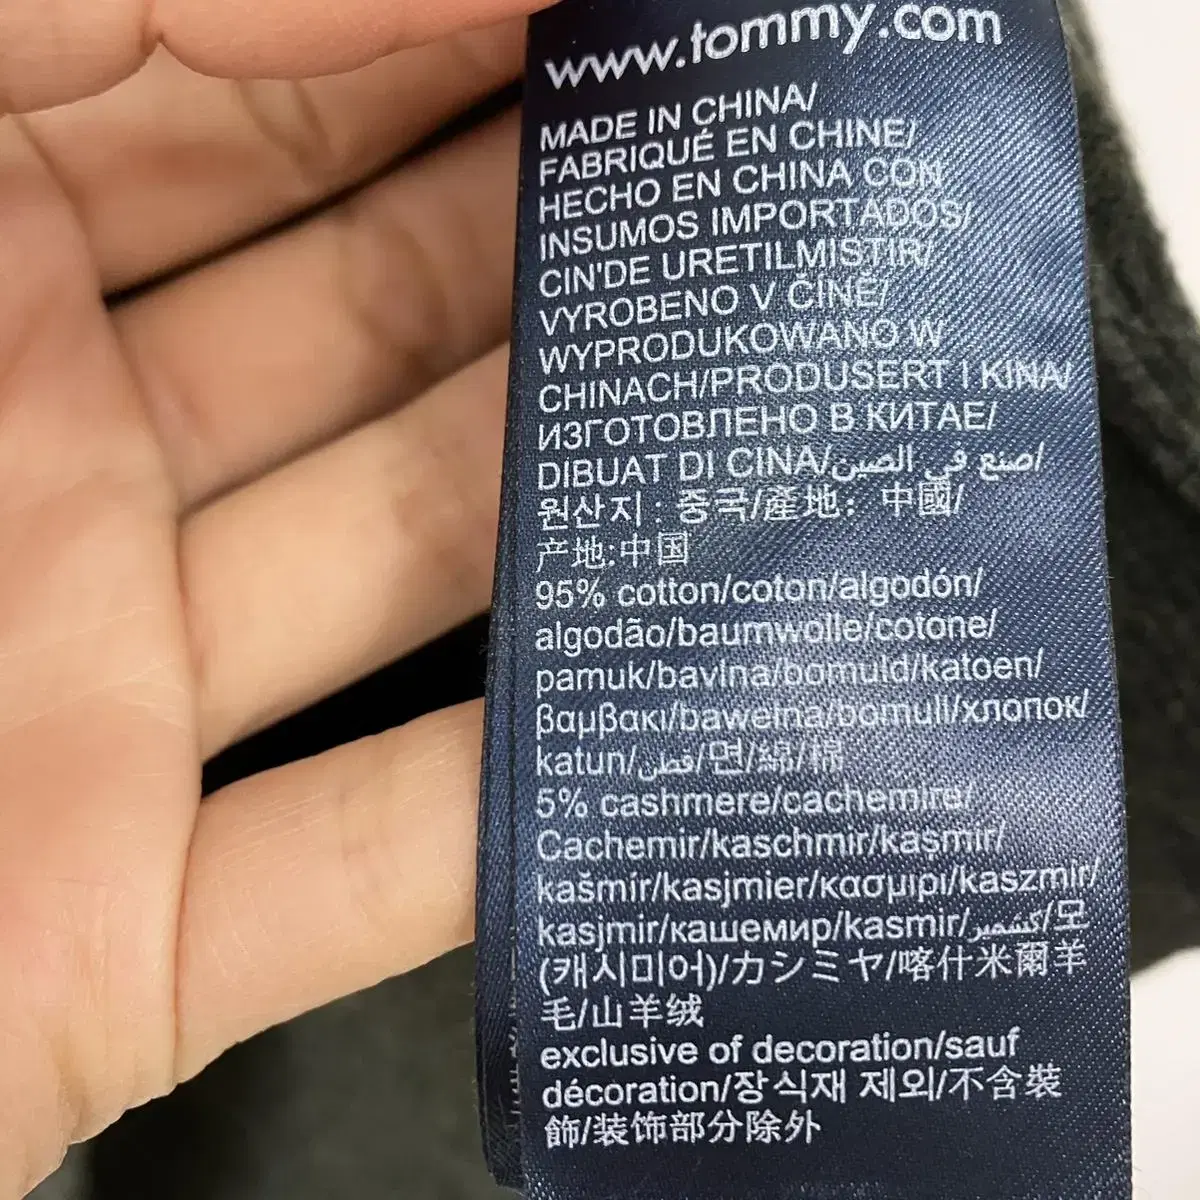 www.tommy.com
MADE IN CHINA/
FABRIQUÉ EN CHINE/
HECHO EN CHINA CON
INSUMOS IMPORTADOS/
CIN'DE URETILMISTIR/
VYROBENO V ČINĚ/
WYPRODUKOWANO W
CHINACH/PRODUSERT I KINA/
ИЗГОТОВЛЕНО В КИТАЕ/
DIBUAT DI CINA/صنع في الصين/
원산지 : 중국/產地: 中國/
产地:中国
95% cotton/coton/algodón/
algodão/baumwolle/cotone/
pamuk/bavlna/bomuld/katoen/
βαμβακι/bawełna/bomull/хлопок/
katun/قطن/면/綿/棉
5% cashmere/cachemire/
Cachemir/kaschmir/kaşmir/
kašmír/kasjmier/κασμιρι/kaszmir/
kasjmir/кашемир/kasmir/كشمير/모
(캐시미어)/カシミヤ/喀什米爾羊
毛/山羊绒
exclusive of decoration/sauf
décoration/장식재 제외/不含裝
飾/装饰部分除外